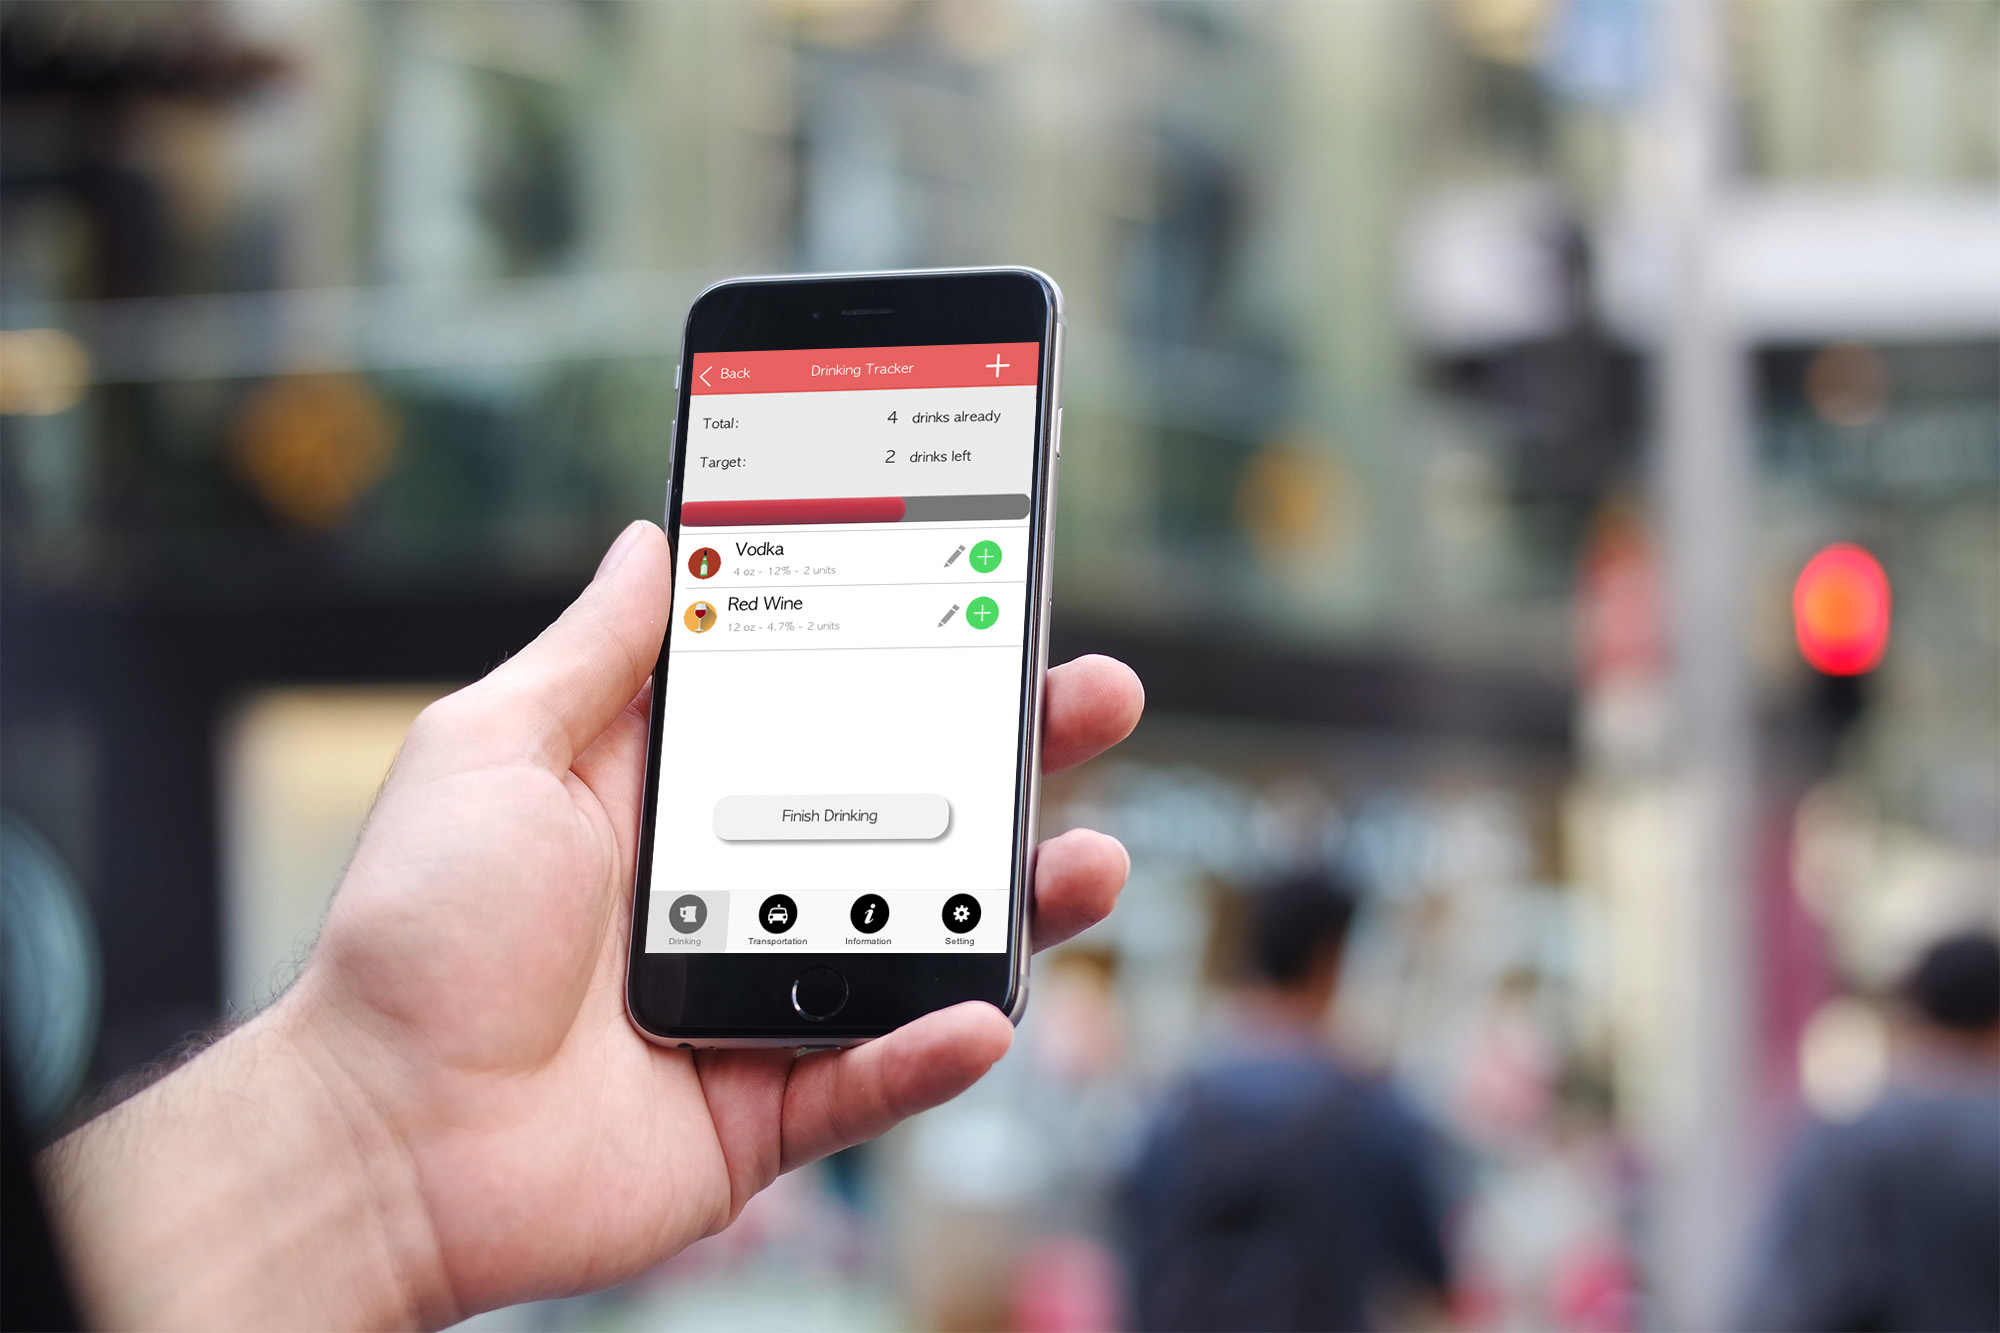 Back Drinking Tracker +
Total: 4 drinks already
Target: 2 drinks left
Vodka
4 oz - 12% - 2 units
Red Wine
12 oz - 4.7% - 2 units
Finish Drinking
Drinking Transportation Information Setting